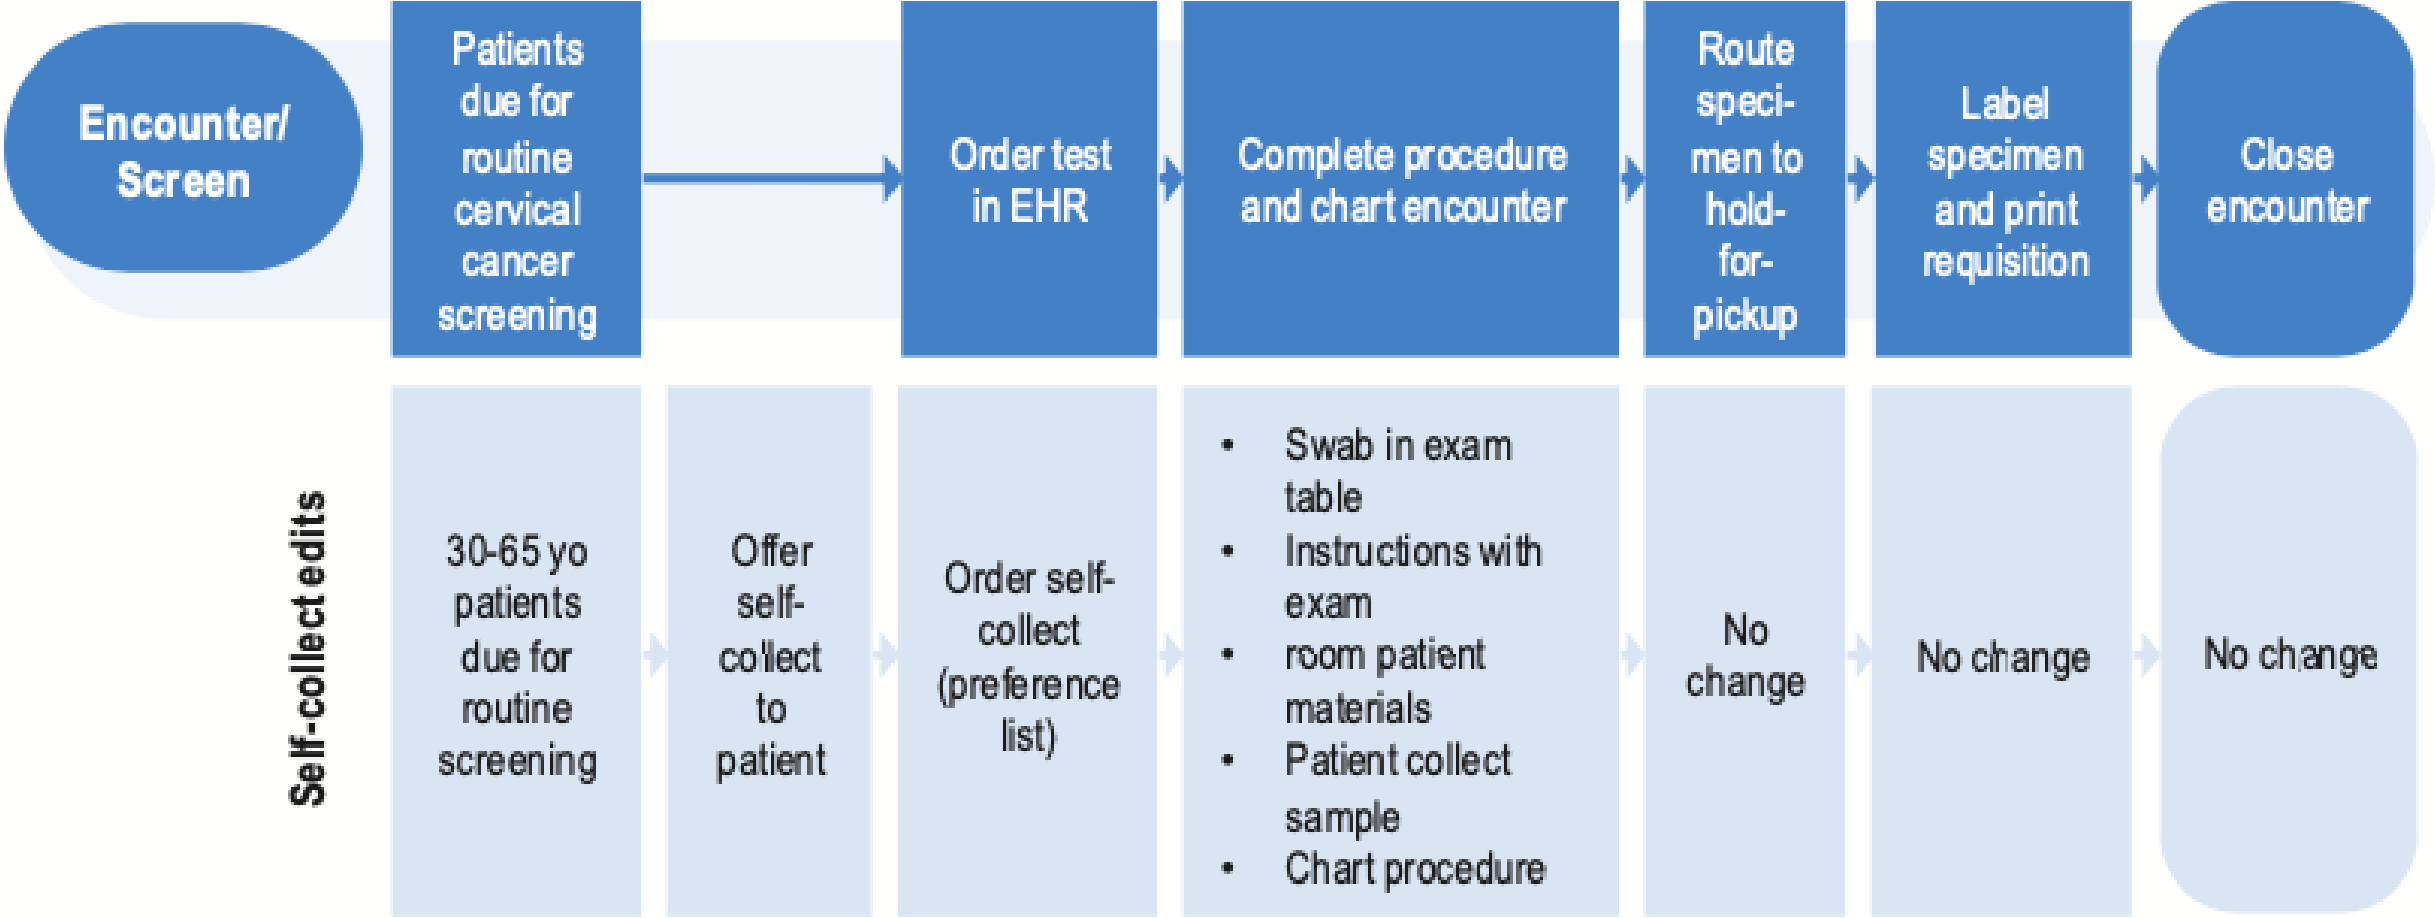 Encounter/
Screen
Patients
due for
routine
cervical
cancer
screening
Order test
in EHR
Complete procedure
and chart encounter
Route
speci-
men to
hold-
for-
pickup
Label
specimen
and print
requisition
Close
encounter
Self-collect edits
30-65 yo
patients
due for
routine
screening
Offer
self-
collect
to
patient
Order self-
collect
(preference
list)
• Swab in exam
table
• Instructions with
exam
• room patient
materials
• Patient collect
sample
• Chart procedure
No
change
No change
No change